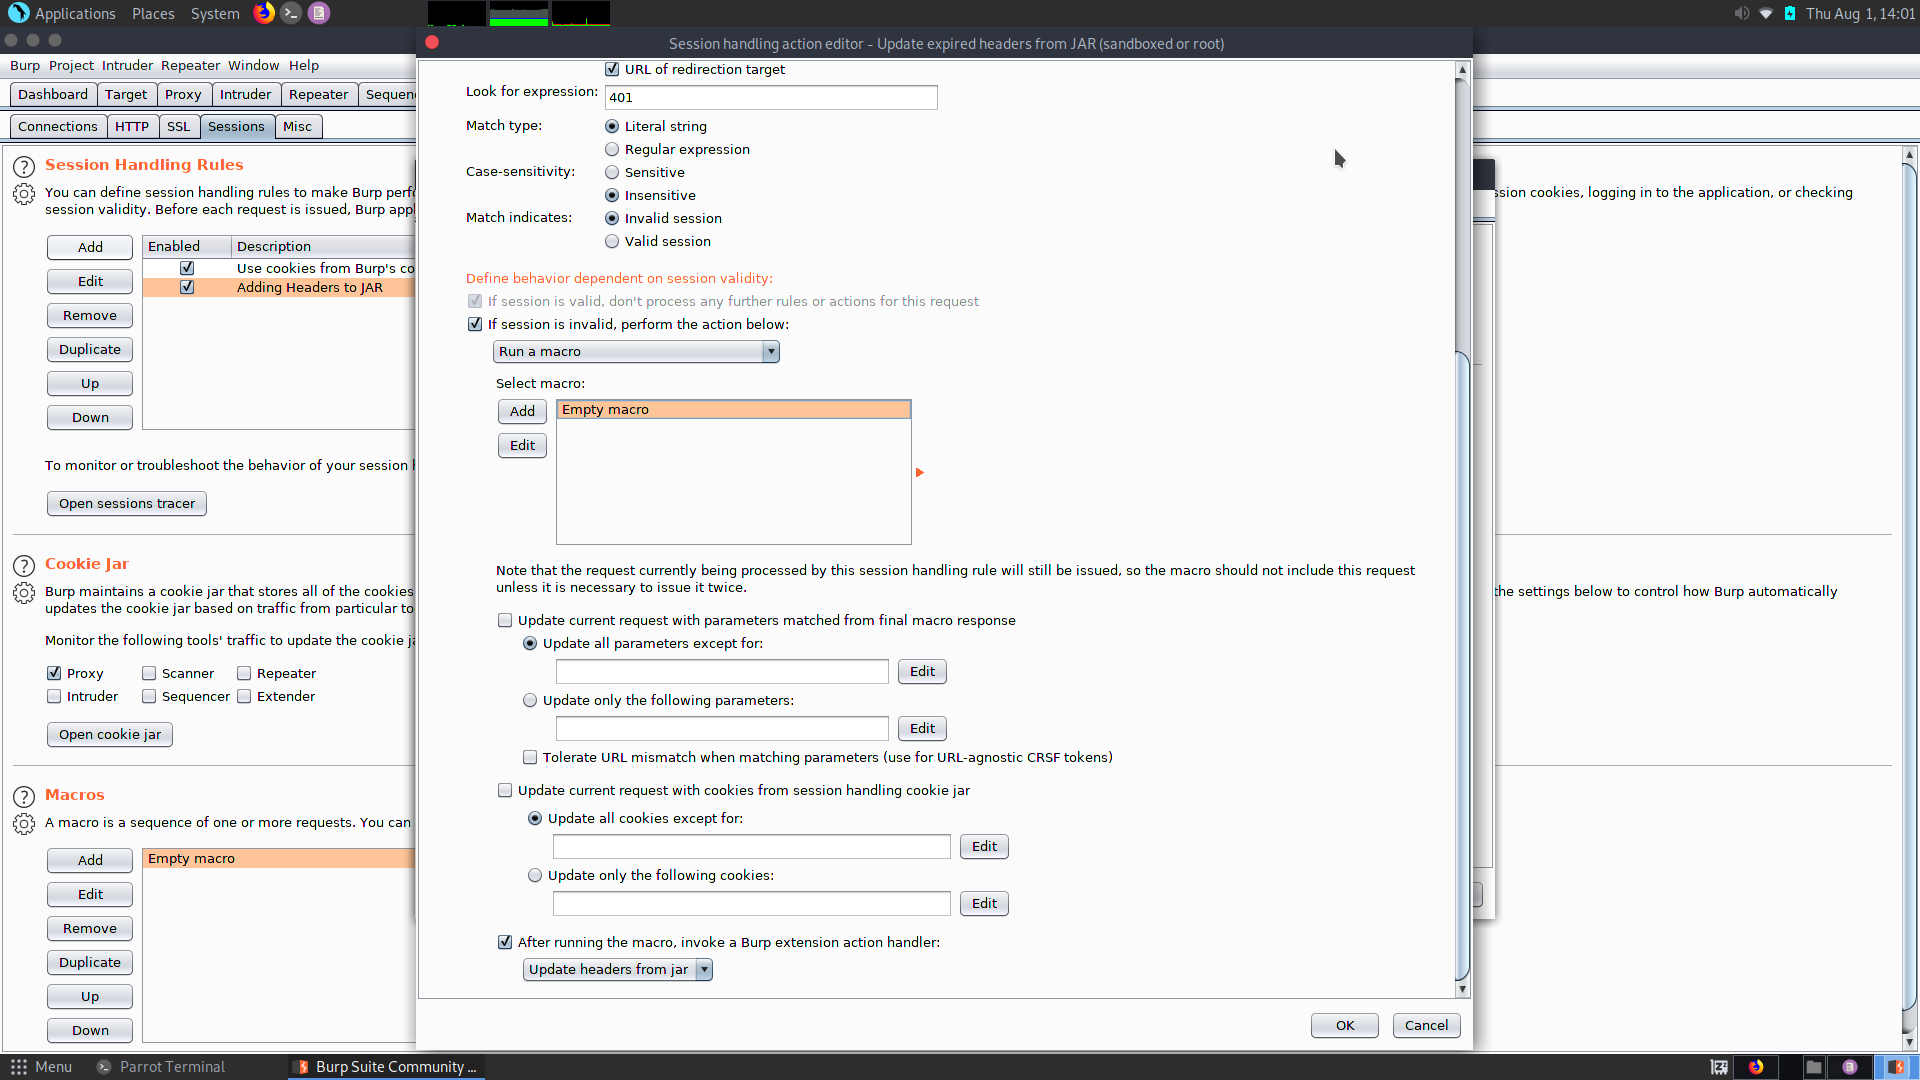 Applications Places System
Thu Aug 1, 14:01
Session handling action editor - Update expired headers from JAR (sandboxed or root)
Burp Project Intruder Repeater Window Help
Dashboard Target Proxy Intruder Repeater Sequen
Connections HTTP SSL Sessions Misc
Session Handling Rules
You can define session handling rules to make Burp perf
ssion cookies, logging in to the application, or checking
session validity. Before each request is issued, Burp appl
Add
Edit
Remove
Duplicate
Up
Down
Enabled Description
Use cookies from Burp's co
Adding Headers to JAR
To monitor or troubleshoot the behavior of your session h
Open sessions tracer
Cookie Jar
Burp maintains a cookie jar that stores all of the cookies
the settings below to control how Burp automatically
updates the cookie jar based on traffic from particular to
Monitor the following tools' traffic to update the cookie ja
Proxy Scanner Repeater
Intruder Sequencer Extender
Open cookie jar
Macros
A macro is a sequence of one or more requests. You can
Add
Edit
Remove
Duplicate
Up
Down
Empty macro
URL of redirection target
Look for expression: 401
Match type: Literal string
Regular expression
Case-sensitivity: Sensitive
Insensitive
Match indicates: Invalid session
Valid session
Define behavior dependent on session validity:
If session is valid, don't process any further rules or actions for this request
If session is invalid, perform the action below:
Run a macro
Select macro:
Add
Edit
Empty macro
Note that the request currently being processed by this session handling rule will still be issued, so the macro should not include this request
unless it is necessary to issue it twice.
Update current request with parameters matched from final macro response
Update all parameters except for:
Edit
Update only the following parameters:
Edit
Tolerate URL mismatch when matching parameters (use for URL-agnostic CRSF tokens)
Update current request with cookies from session handling cookie jar
Update all cookies except for:
Edit
Update only the following cookies:
Edit
After running the macro, invoke a Burp extension action handler:
Update headers from jar
OK Cancel
Menu Parrot Terminal Burp Suite Community ...